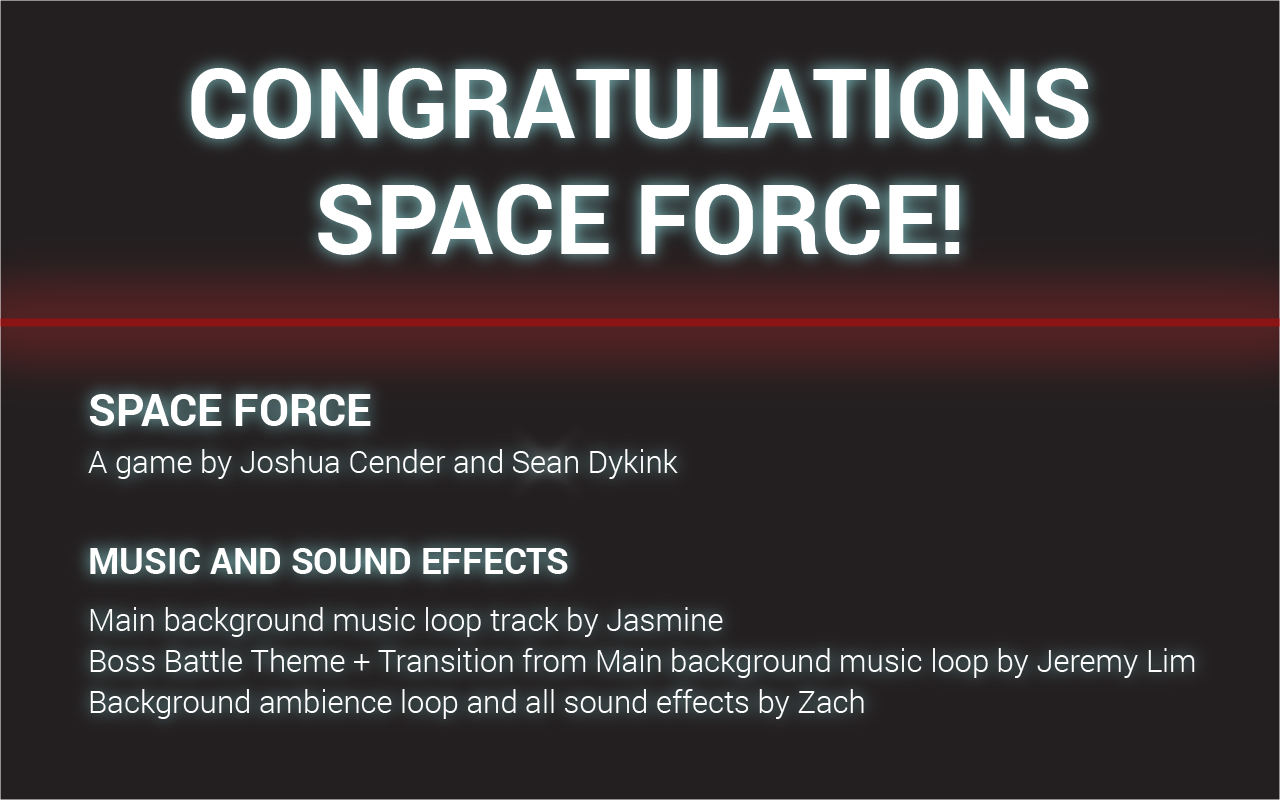 CONGRATULATIONS
SPACE FORCE!
SPACE FORCE
A game by Joshua Cender and Sean Dykink
MUSIC AND SOUND EFFECTS
Main background music loop track by Jasmine
Boss Battle Theme + Transition from Main background music loop by Jeremy Lim
Background ambience loop and all sound effects by Zach